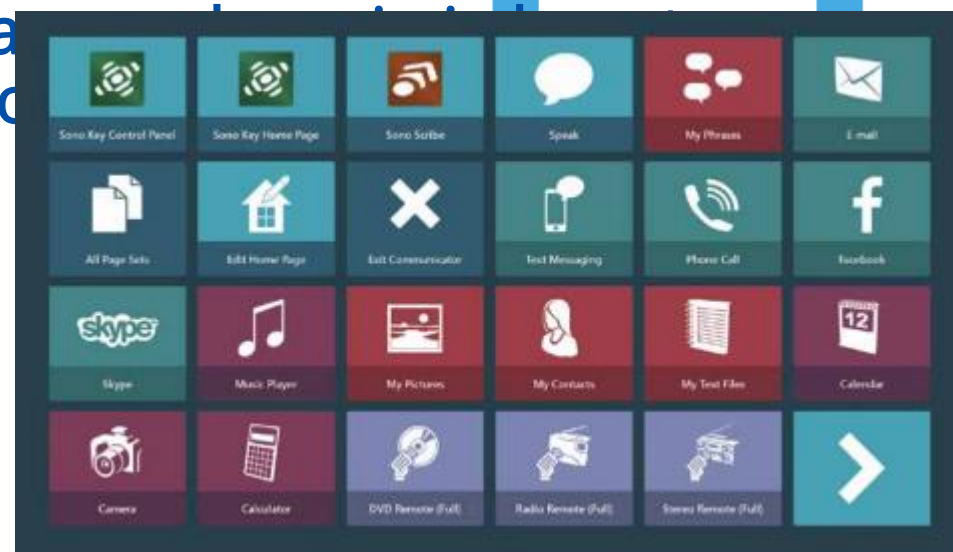 Sono Key Control Panel
Sono Key Home Page
Sono Scribe
Speak
My Phrases
E-mail
All Page Sets
Edit Home Page
Exit Communicator
Text Messaging
Phone Call
Facebook
skype
Skype
Music Player
My Pictures
My Contacts
My Text Files
12
Calendar
Camera
Calculator
DVD Remote (Full)
Radio Remote (Full)
Stereo Remote (Full)